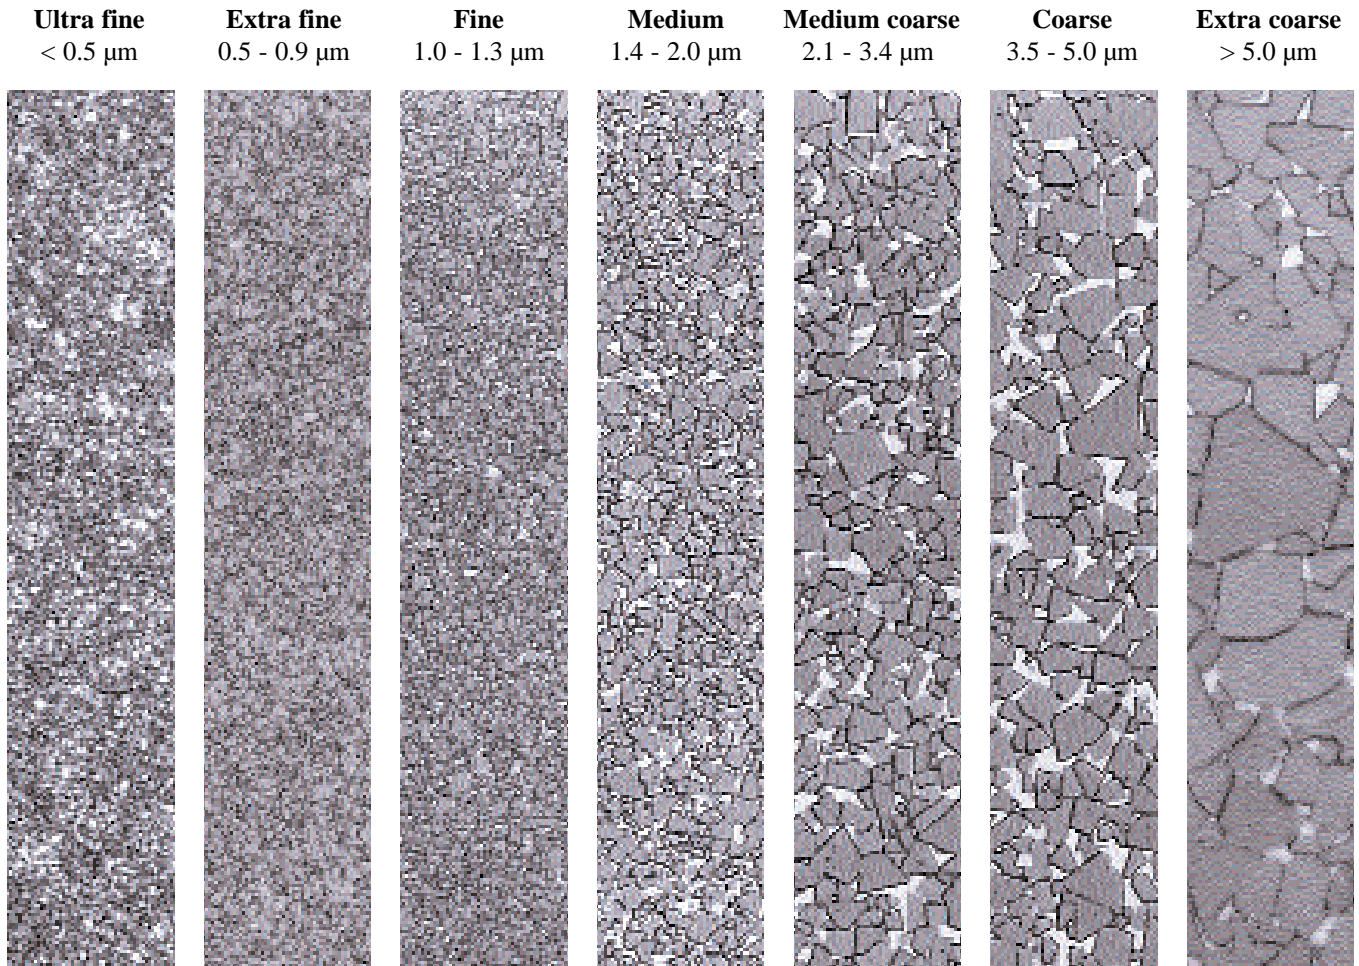 Ultra fine
< 0.5 µm
Extra fine
0.5 - 0.9 µm
Fine
1.0 - 1.3 µm
Medium
1.4 - 2.0 µm
Medium coarse
2.1 - 3.4 µm
Coarse
3.5 - 5.0 µm
Extra coarse
> 5.0 µm